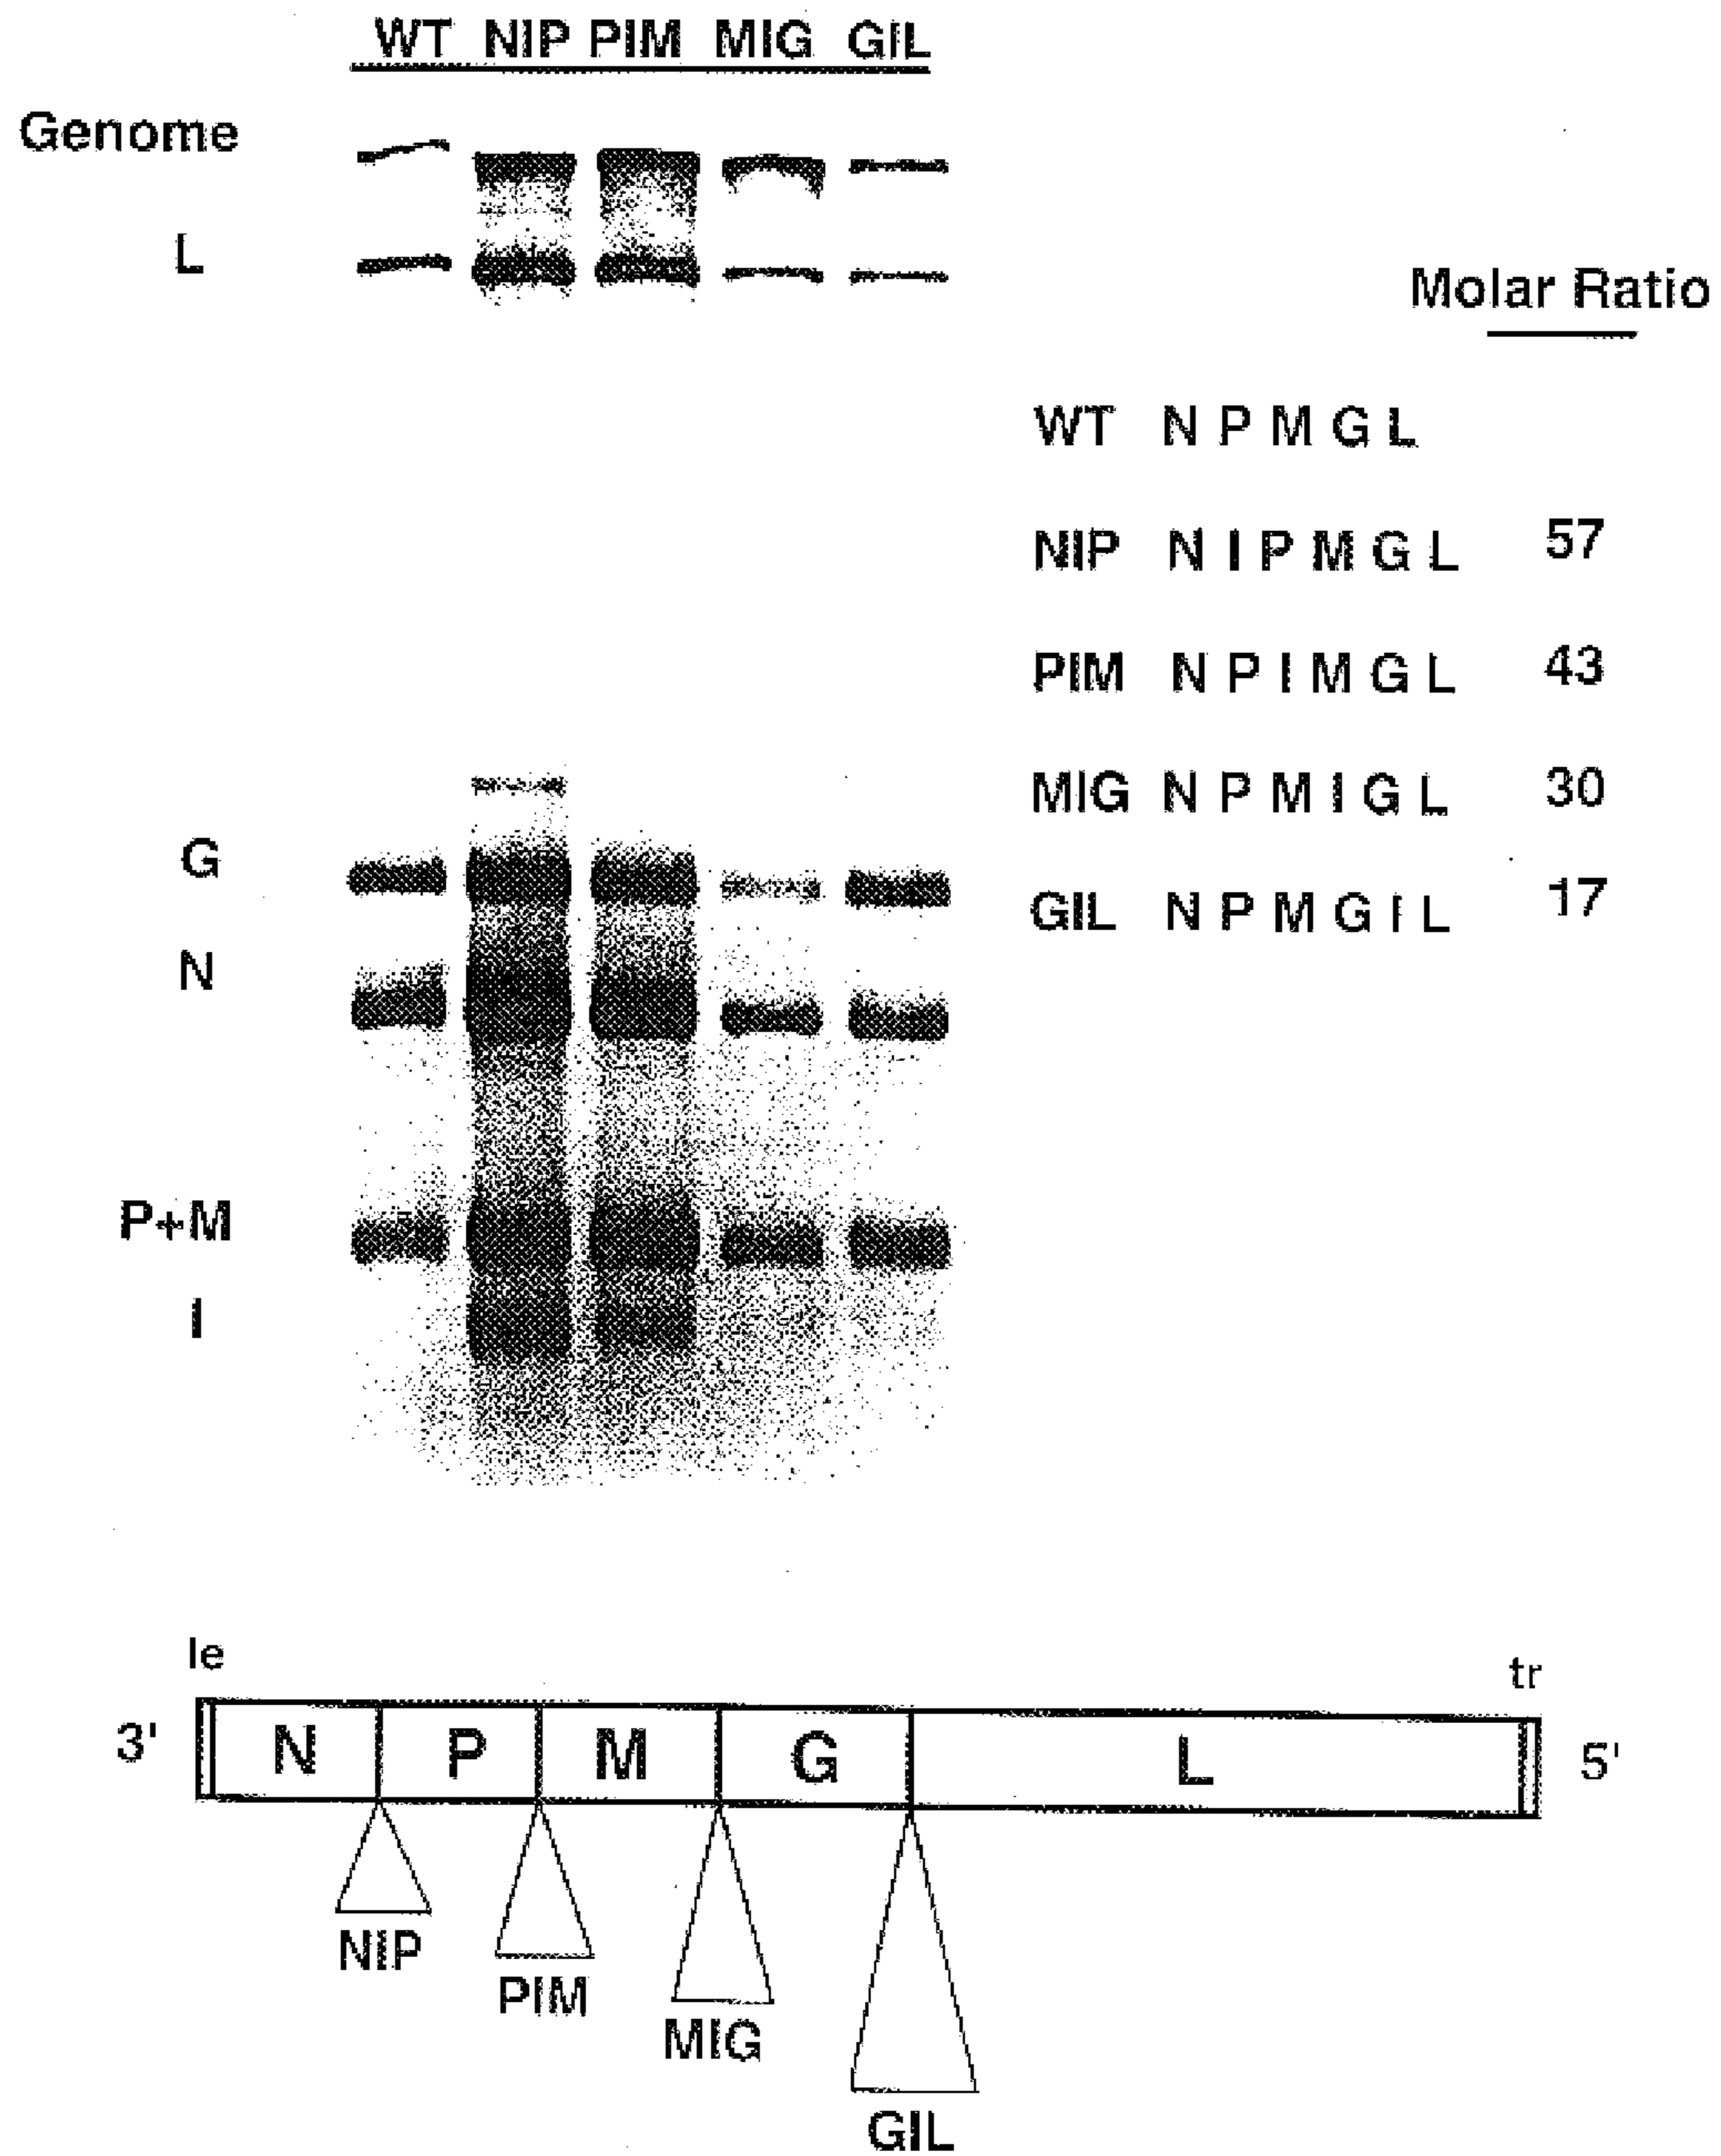 WT NIP PIM MIG GIL
Genome
L
Molar Ratio
WT N P M G L
NIP N I P M G L 57
PIM N P I M G L 43
MIG N P M I G L 30
GIL N P M G I L 17
G
N
P+M
I
le
tr
3' N P M G L 5'
NIP
PIM
MIG
GIL